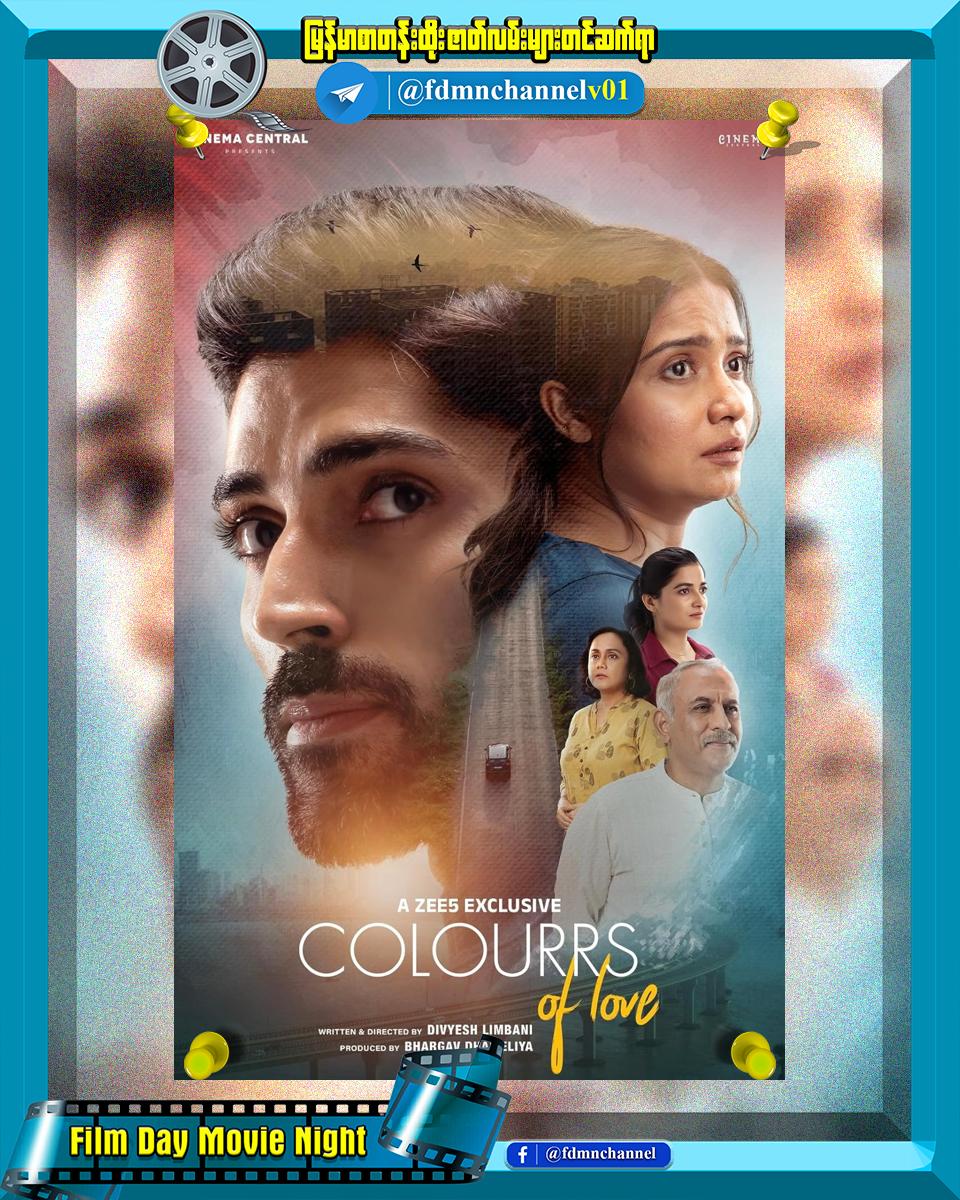 မြန်မာစာတန်းထိုး ဇာတ်လမ်းများတင်ဆက်ရာ
@fdmnchannelv01
CENTRAL
PRESENTS
A ZEE5 EXCLUSIVE
COLOURRS
of love
WRITTEN & DIRECTED BY DIVYESH LIMBANI
PRODUCED BY BHARGAV
Film Day Movie Night
f @fdmnchannel